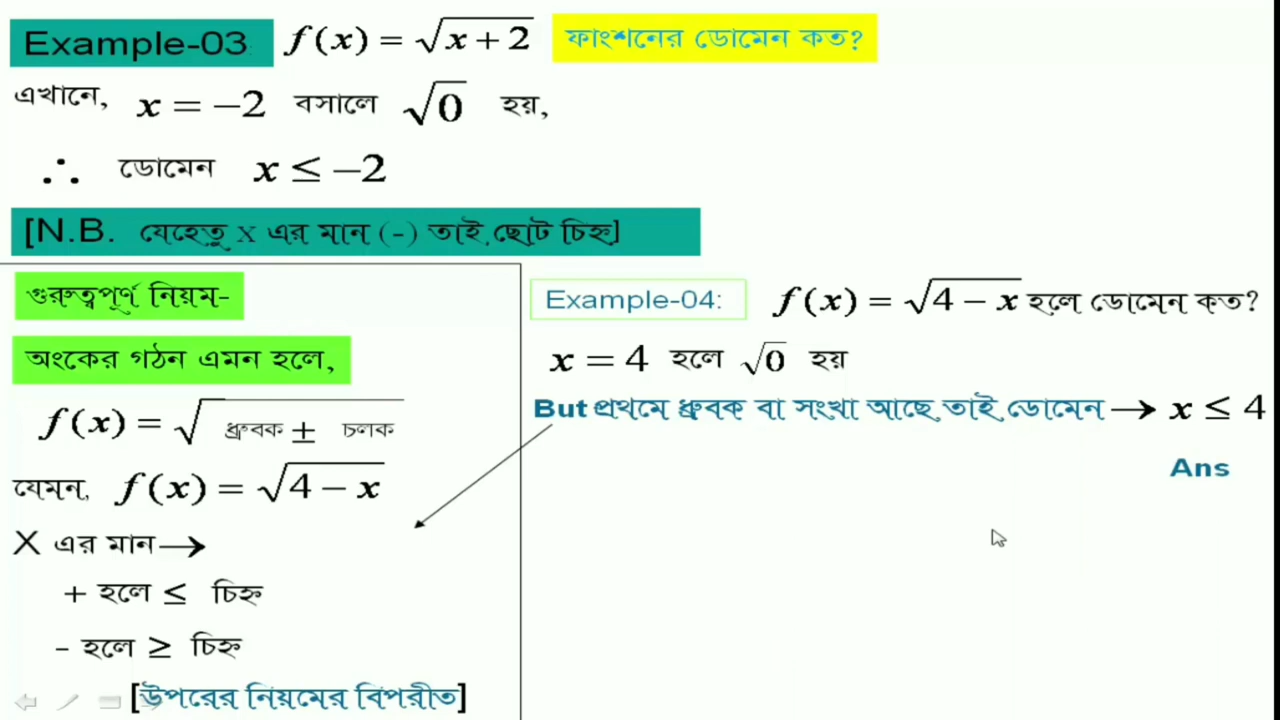 Example-03 f(x) = √x + 2 ফাংশনের ডোমেন কত?
এখানে, x = −2 বসালে √0 হয়,
∴ ডোমেন x ≤ −2
[N.B. যেহেতু x এর মান (-) তাই ছোট চিহ্ন]
গুরুত্বপূর্ণ নিয়ম-
অংকের গঠন এমন হলে,
f(x) = √ ধ্রুবক ± চলক
যেমন, f(x) = √4 − x
X এর মান→
+ হলে ≤ চিহ্ন
- হলে ≥ চিহ্ন
[উপরের নিয়মের বিপরীত]
Example-04: f(x) = √4 − x হলে ডোমেন কত?
x = 4 হলে √0 হয়
But প্রথমে ধ্রুবক বা সংখা আছে তাই ডোমেন → x ≤ 4
Ans